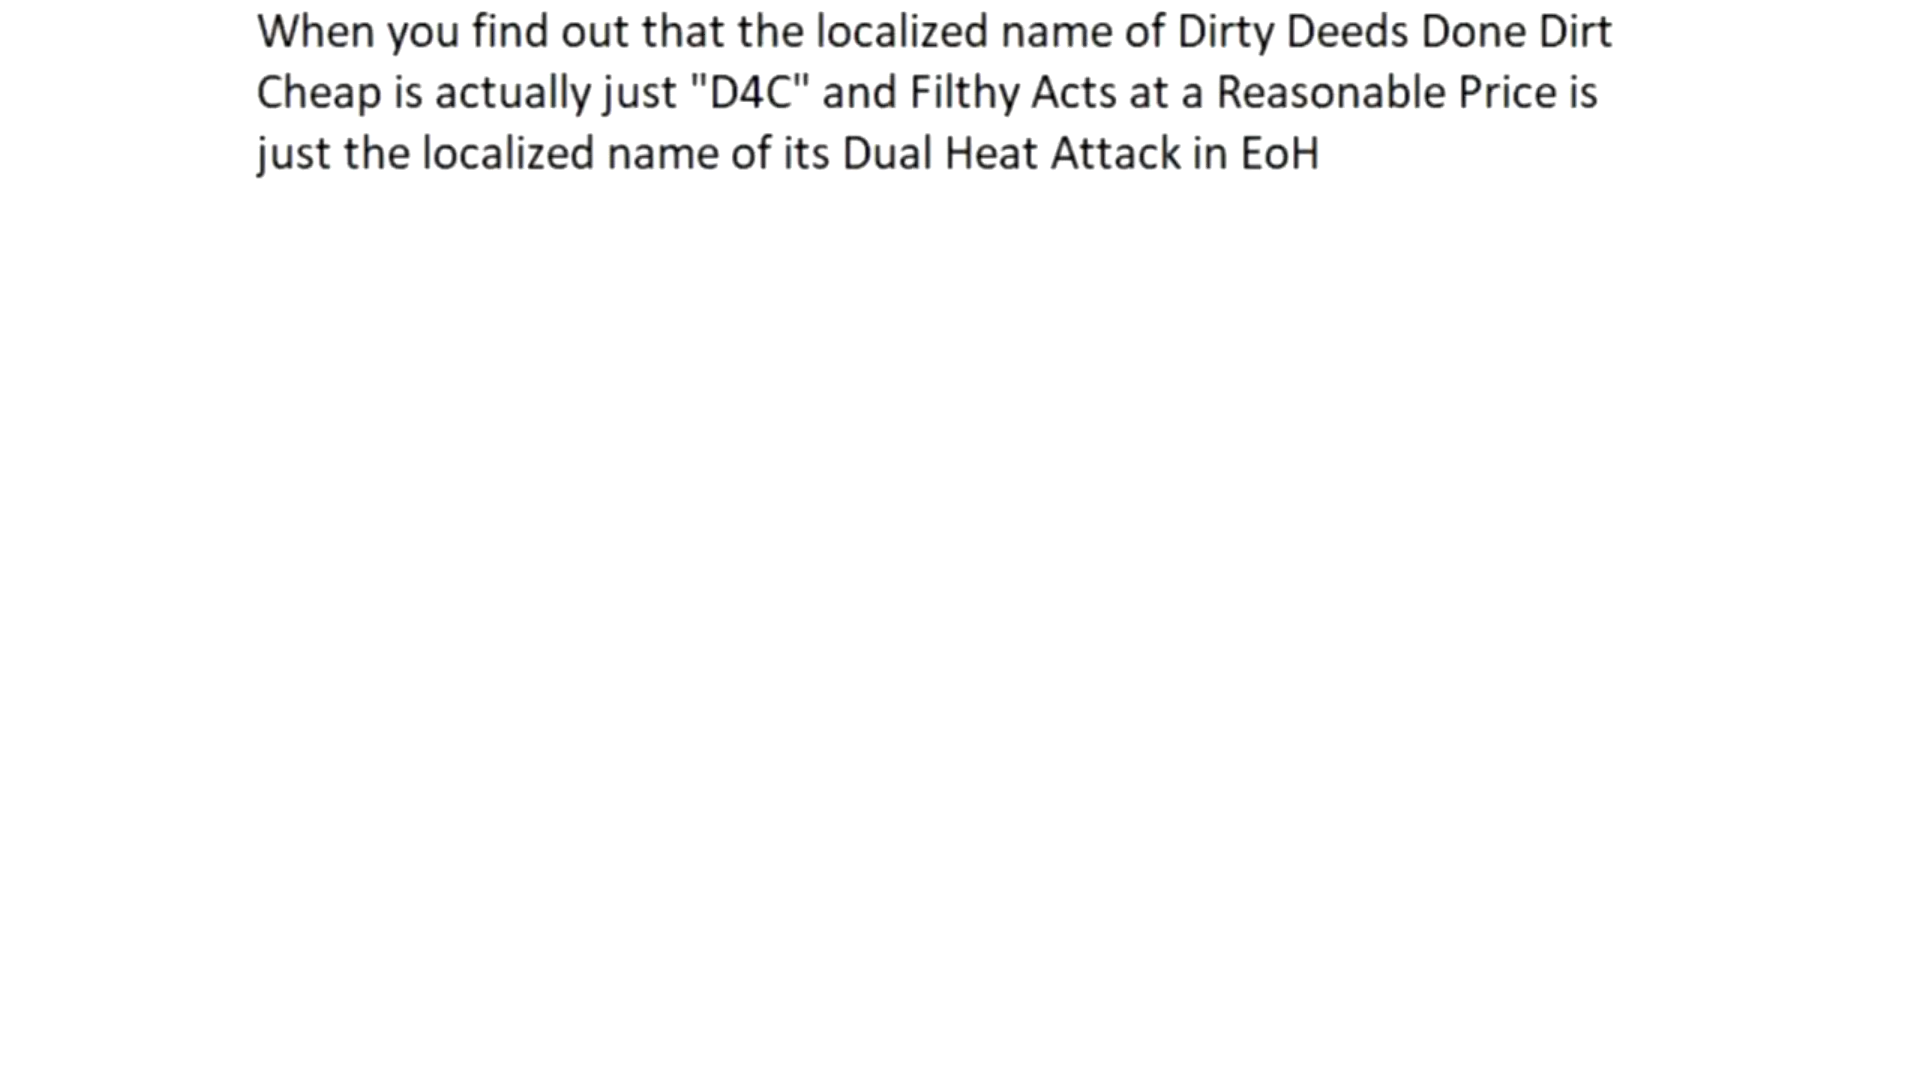 When you find out that the localized name of Dirty Deeds Done Dirt
Cheap is actually just "D4C" and Filthy Acts at a Reasonable Price is
just the localized name of its Dual Heat Attack in EoH